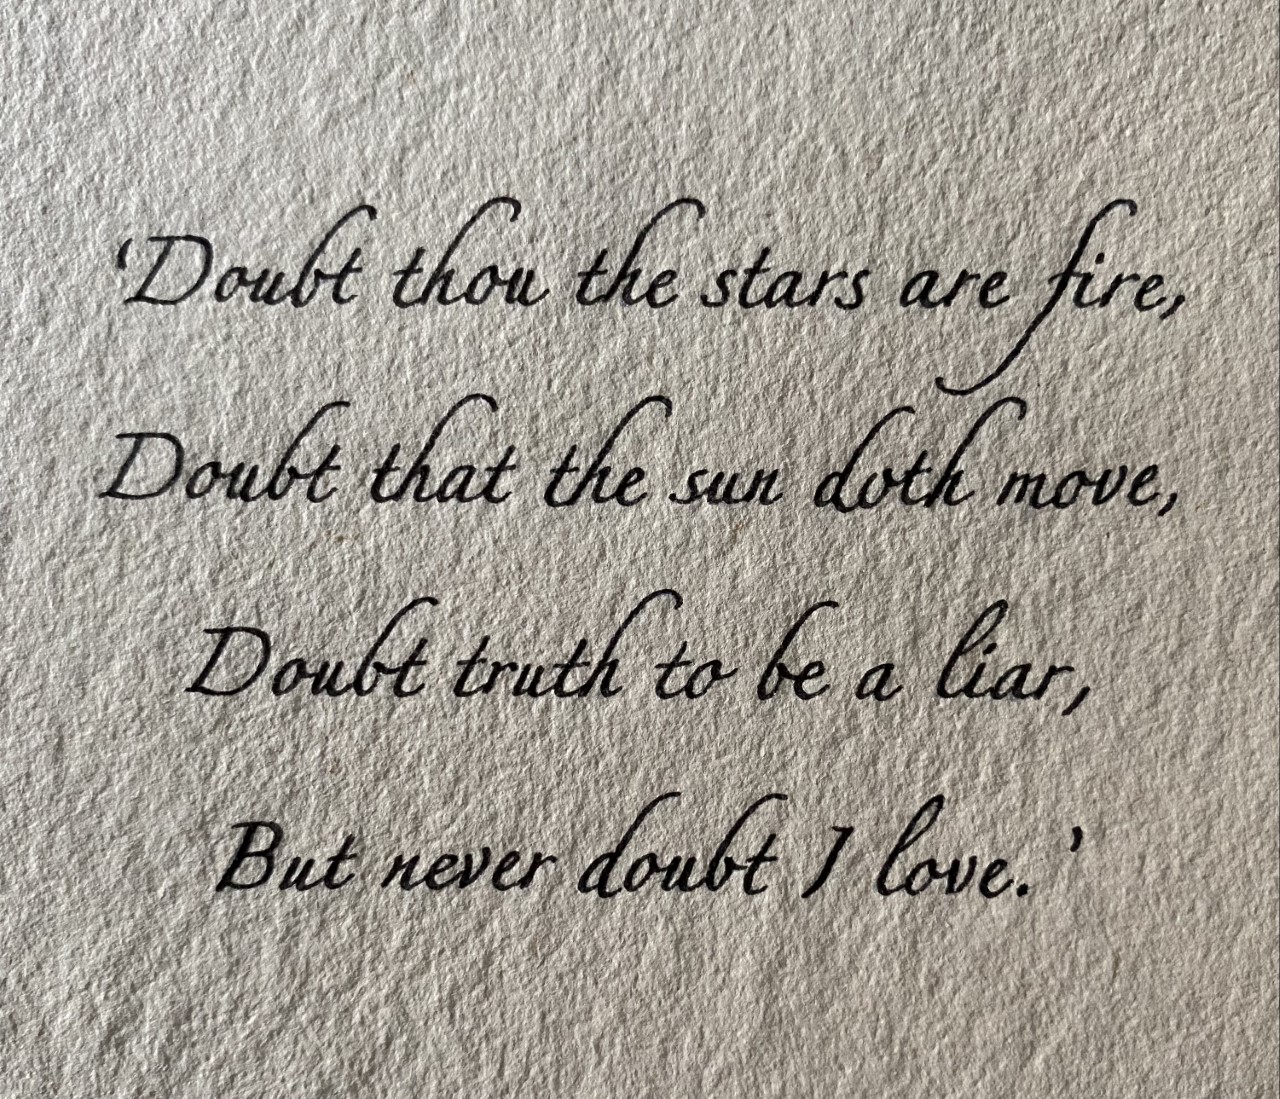 ‘Doubt thou the stars are fire,
Doubt that the sun doth move,
Doubt truth to be a liar,
But never doubt I love.’